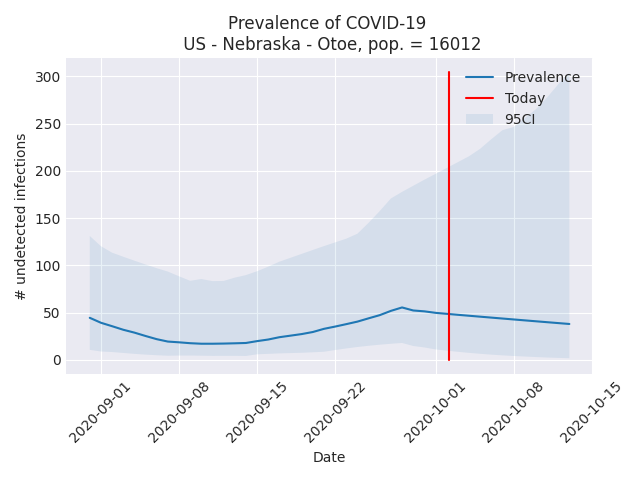 Prevalence of COVID-19
US - Nebraska - Otoe, pop. = 16012
300
250
200
150
100
50
0
# undetected infections
Prevalence
Today
95CI
2020-09-01
2020-09-08
2020-09-15
2020-09-22
2020-10-01
2020-10-08
2020-10-15
Date